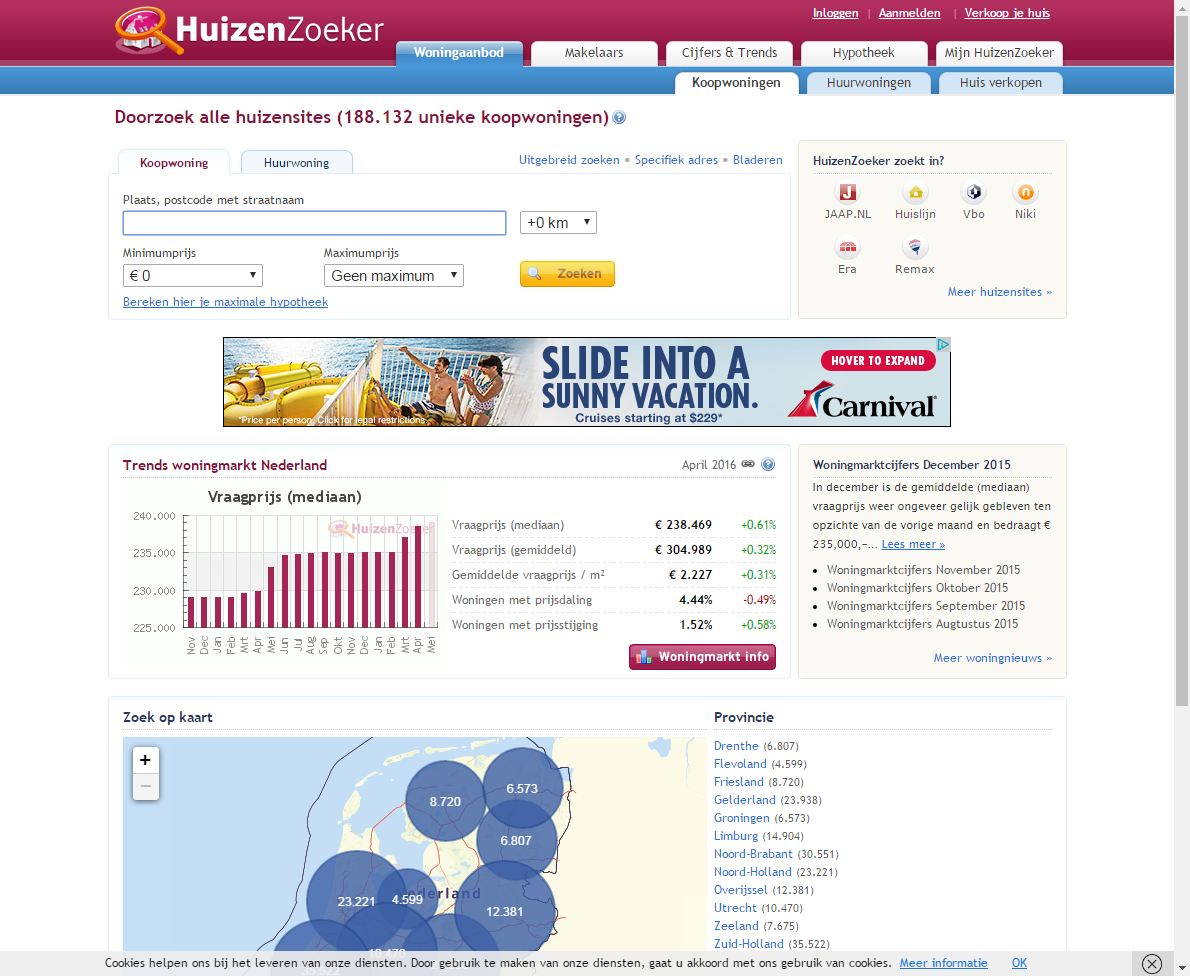 Inloggen | Aanmelden | Verkoop je huis
HuizenZoeker
Woningaanbod Makelaars Cijfers & Trends Hypotheek Mijn HuizenZoeker
Koopwoningen Huurwoningen Huis verkopen
Doorzoek alle huizensites (188.132 unieke koopwoningen) ?
Koopwoning Huurwoning
Uitgebreid zoeken • Specifiek adres • Bladeren
Plaats, postcode met straatnaam
+0 km
Minimumprijs Maximumprijs
€ 0 Geen maximum Zoeken
Bereken hier je maximale hypotheek
HuizenZoeker zoekt in?
JAAP.NL Huislijn Vbo Niki
Era Remax
Meer huizensites »
SLIDE INTO A
SUNNY VACATION.
Cruises starting at $229*
*Price per person. Click for legal restrictions.
HOVER TO EXPAND
Carnival
Trends woningmarkt Nederland April 2016 ?
Vraagprijs (mediaan)
HuizenZoeker
240.000
235.000
230.000
225.000
Nov Dec Jan Feb Mrt Apr Mei Jun Jul Aug Sep Okt Nov Dec Jan Feb Mrt Apr Mei
Vraagprijs (mediaan) € 238.469 +0.61%
Vraagprijs (gemiddeld) € 304.989 +0.32%
Gemiddelde vraagprijs / m² € 2.227 +0.31%
Woningen met prijsdaling 4.44% -0.49%
Woningen met prijsstijging 1.52% +0.58%
Woningmarkt info
Woningmarktcijfers December 2015
In december is de gemiddelde (mediaan)
vraagprijs weer ongeveer gelijk gebleven ten
opzichte van de vorige maand en bedraagt €
235,000,–... Lees meer »
Woningmarktcijfers November 2015
Woningmarktcijfers Oktober 2015
Woningmarktcijfers September 2015
Woningmarktcijfers Augtustus 2015
Meer woningnieuws »
Zoek op kaart
+
−
8.720
6.573
6.807
Nederland
23.221
4.599
12.381
10.470
Provincie
Drenthe (6.807)
Flevoland (4.599)
Friesland (8.720)
Gelderland (23.938)
Groningen (6.573)
Limburg (14.904)
Noord-Brabant (30.551)
Noord-Holland (23.221)
Overijssel (12.381)
Utrecht (10.470)
Zeeland (7.675)
Zuid-Holland (35.522)
Cookies helpen ons bij het leveren van onze diensten. Door gebruik te maken van onze diensten, gaat u akkoord met ons gebruik van cookies. Meer informatie OK